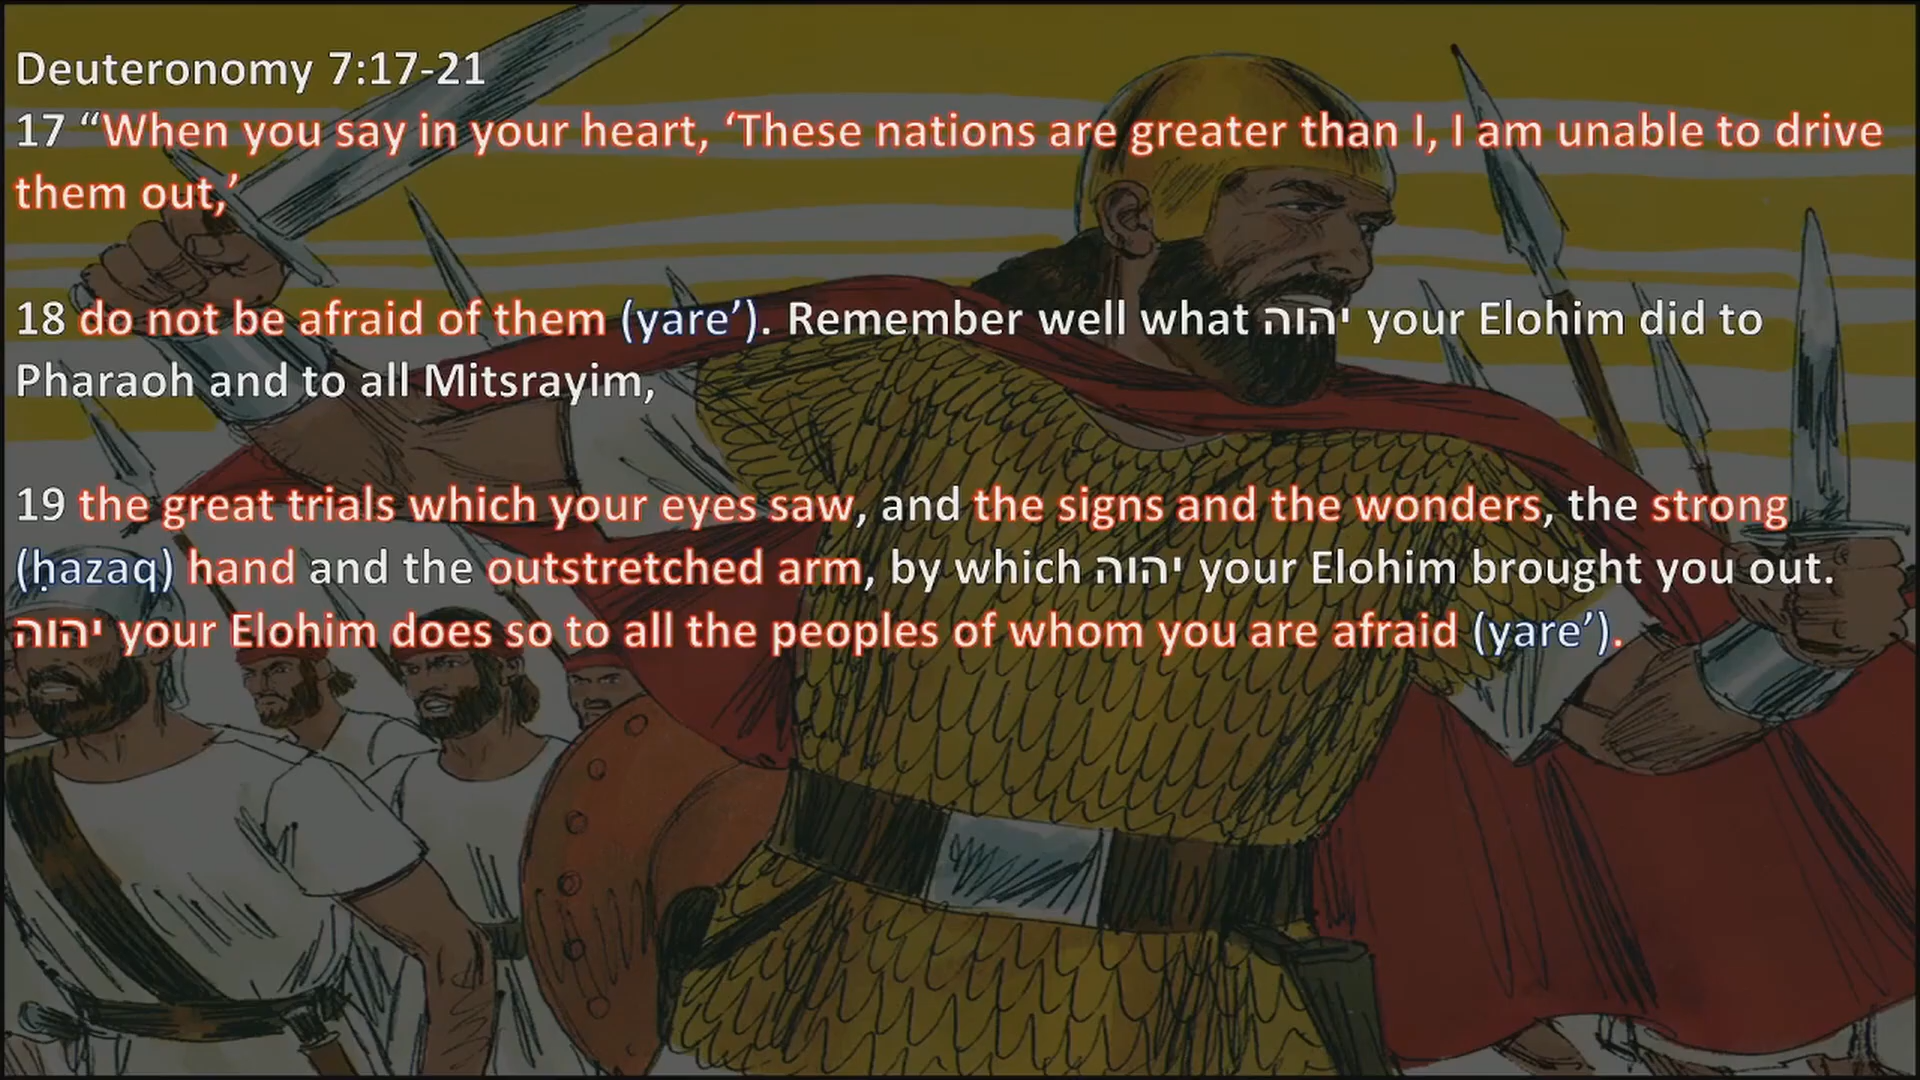 Deuteronomy 7:17-21
17 “When you say in your heart, ‘These nations are greater than I, I am unable to drive
them out,’
18 do not be afraid of them (yare’). Remember well what יהוה your Elohim did to
Pharaoh and to all Mitsrayim,
19 the great trials which your eyes saw, and the signs and the wonders, the strong
(ḥazaq) hand and the outstretched arm, by which יהוה your Elohim brought you out.
יהוה your Elohim does so to all the peoples of whom you are afraid (yare’).